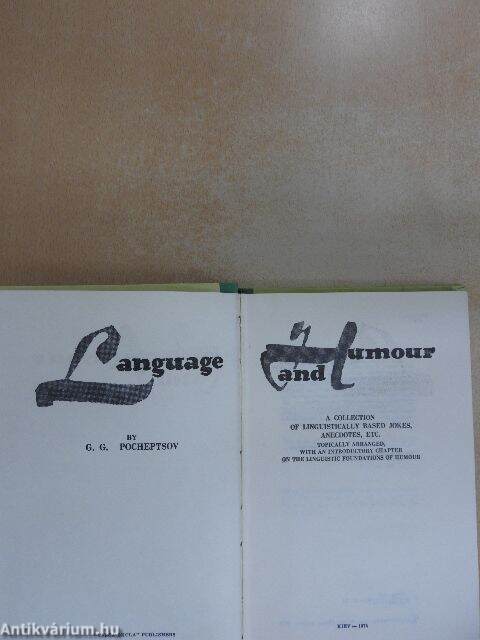 Language
BY
G. G. POCHEPTSOV
PUBLISHERS
and Humour
A COLLECTION
OF LINGUISTICALLY BASED JOKES,
ANECDOTES, ETC.
TOPICALLY ARRANGED,
WITH AN INTRODUCTORY CHAPTER
ON THE LINGUISTIC FOUNDATIONS OF HUMOUR
KIEV —
Antikvárium.hu